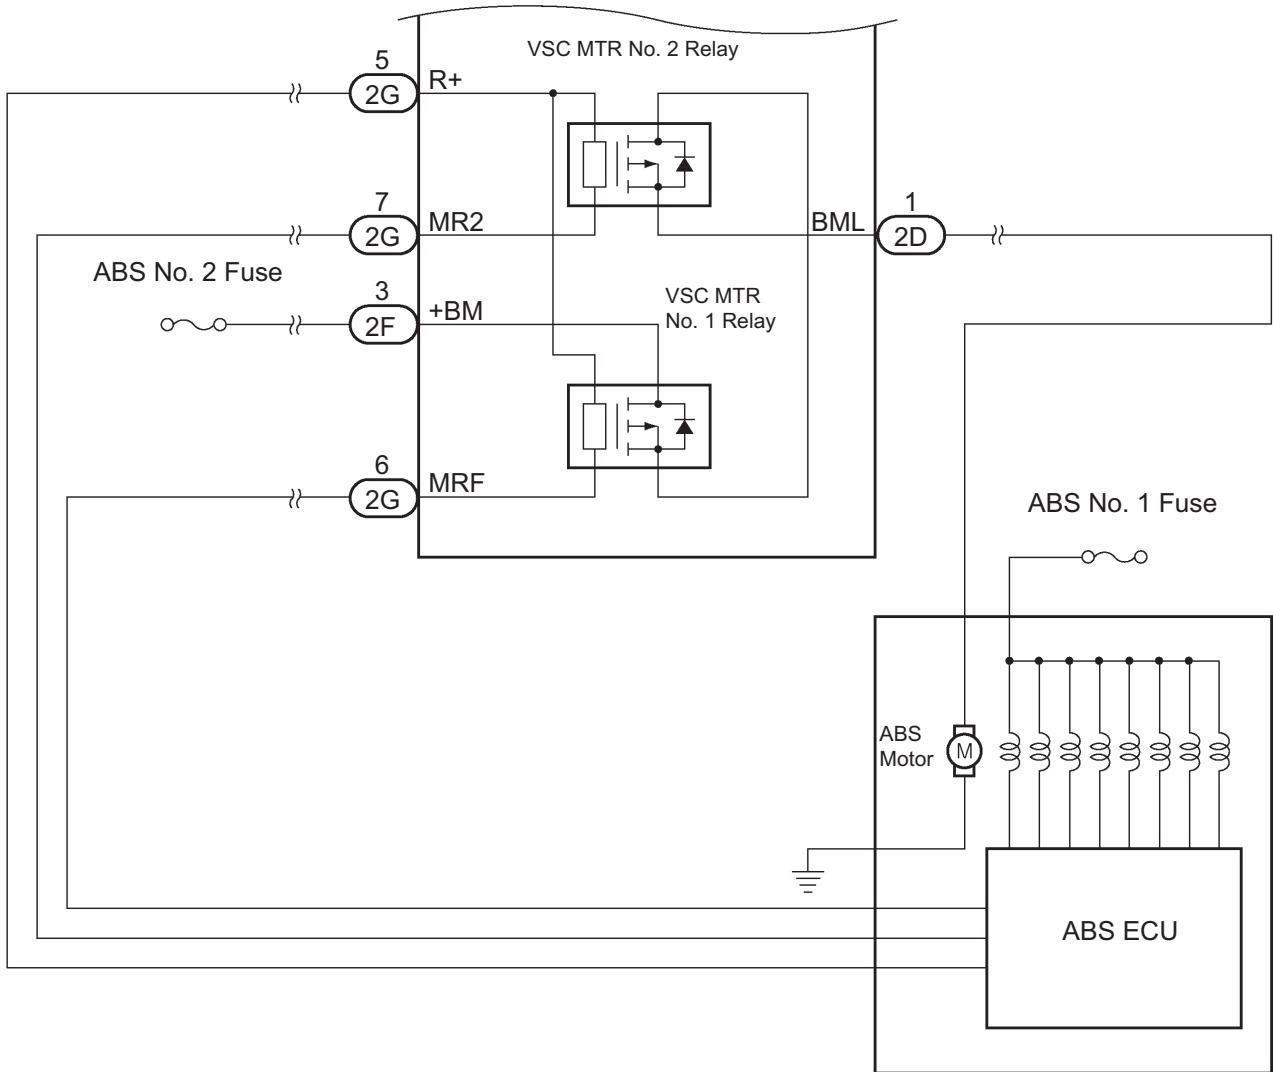 VSC MTR No. 2 Relay
5
2G
R+
7
2G
MR2
BML
1
2D
ABS No. 2 Fuse
3
2F
+BM
VSC MTR
No. 1 Relay
6
2G
MRF
ABS No. 1 Fuse
ABS
Motor
M
ABS ECU